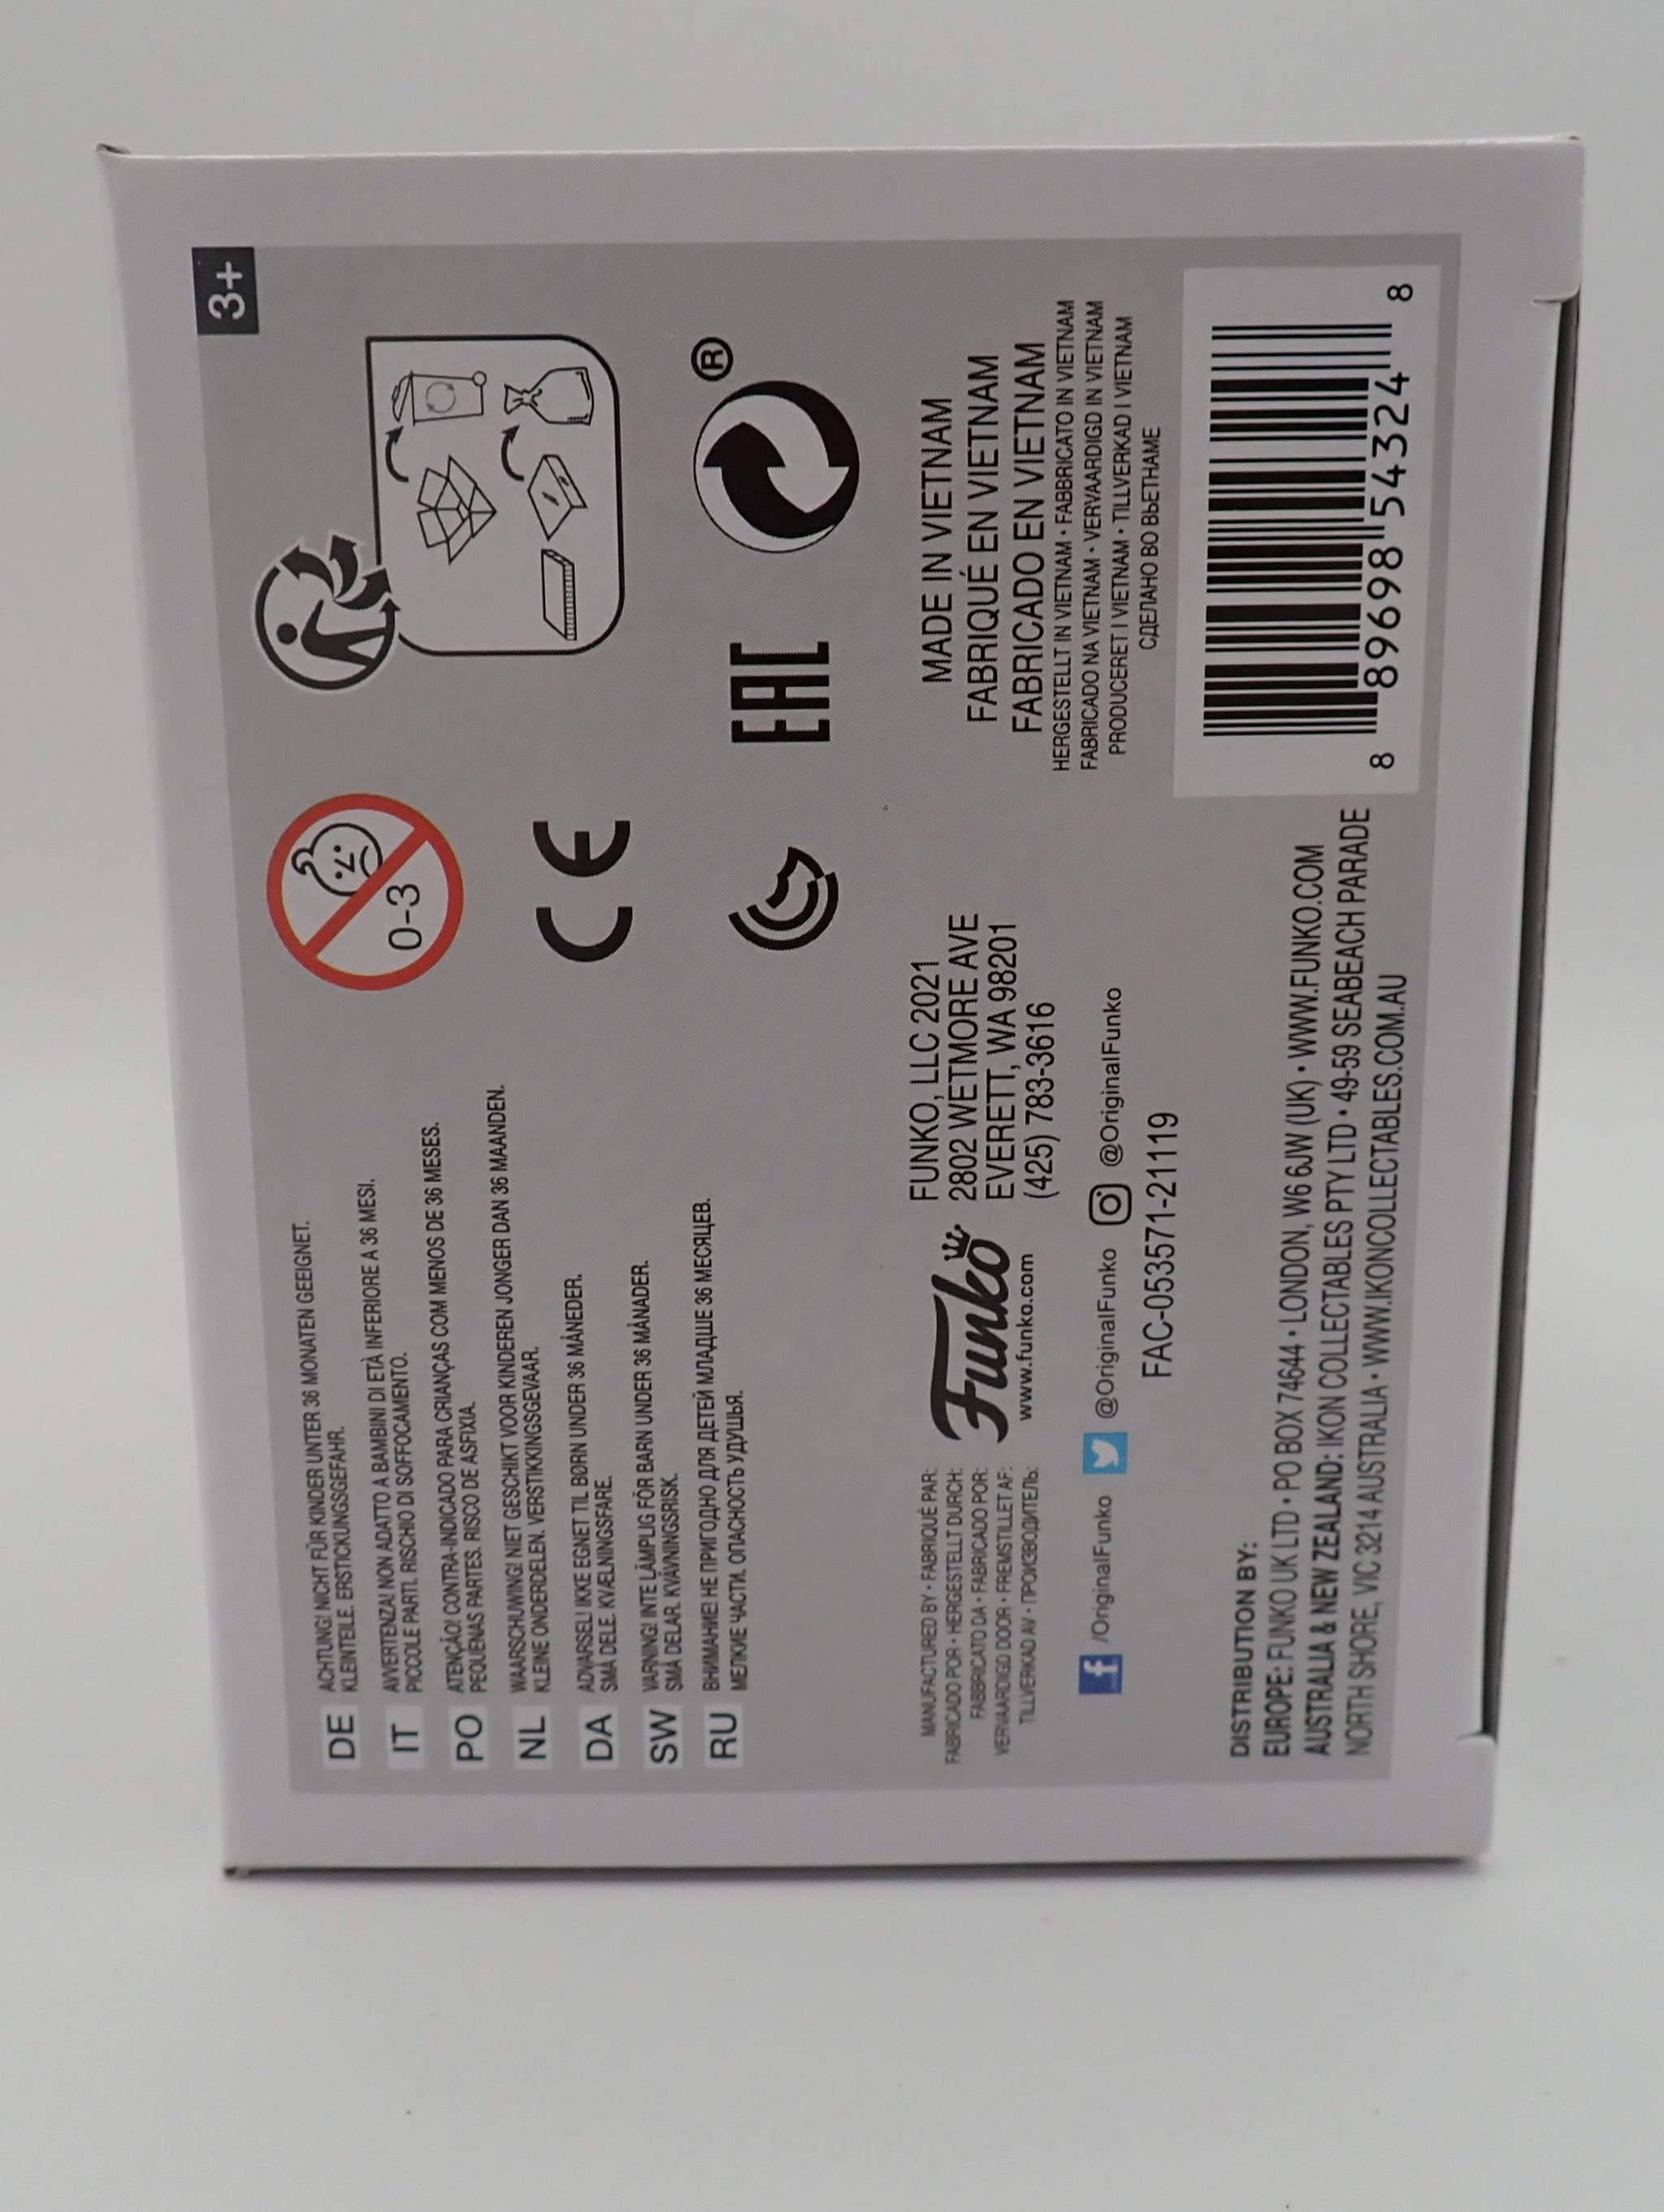 3+
DE
ACHTUNG! NICHT FÜR KINDER UNTER 36 MONATEN GEEIGNET.
KLEINTEILE. ERSTICKUNGSGEFAHR.
IT
AVVERTENZA! NON ADATTO A BAMBINI DI ETÀ INFERIORE A 36 MESI.
PICCOLE PARTI. RISCHIO DI SOFFOCAMENTO.
PO
ATENÇÃO! CONTRA-INDICADO PARA CRIANÇAS COM MENOS DE 36 MESES.
PEQUENAS PARTES. RISCO DE ASFIXIA.
NL
WAARSCHUWING! NIET GESCHIKT VOOR KINDEREN JONGER DAN 36 MAANDEN.
KLEINE ONDERDELEN. VERSTIKKINGSGEVAAR.
DA
ADVARSEL! IKKE EGNET TIL BØRN UNDER 36 MÅNEDER.
SMÅ DELE. KVÆLNINGSFARE.
SW
VARNING! INTE LÄMPLIG FÖR BARN UNDER 36 MÅNADER.
SMÅ DELAR. KVÄVNINGSRISK.
RU
ВНИМАНИЕ! НЕ ПРИГОДНО ДЛЯ ДЕТЕЙ МЛАДШЕ 36 МЕСЯЦЕВ.
МЕЛКИЕ ЧАСТИ. ОПАСНОСТЬ УДУШЬЯ.
0-3
CE
EAC
®
MANUFACTURED BY • FABRIQUÉ PAR:
FABRICADO POR • HERGESTELLT DURCH:
FABBRICATO DA • FABRICADO POR:
VERVAARDIGD DOOR • FREMSTILLET AF:
TILLVERKAD AV • ПРОИЗВОДИТЕЛЬ:
Funko
www.funko.com
FUNKO, LLC 2021
2802 WETMORE AVE
EVERETT, WA 98201
(425) 783-3616
/OriginalFunko @OriginalFunko @OriginalFunko
FAC-053571-21119
MADE IN VIETNAM
FABRIQUÉ EN VIETNAM
FABRICADO EN VIETNAM
HERGESTELLT IN VIETNAM • FABBRICATO IN VIETNAM
FABRICADO NA VIETNAM • VERVAARDIGD IN VIETNAM
PRODUCERET I VIETNAM • TILLVERKAD I VIETNAM
СДЕЛАНО ВО ВЬЕТНАМЕ
DISTRIBUTION BY:
EUROPE: FUNKO UK LTD • PO BOX 74644 • LONDON, W6 6JW (UK) • WWW.FUNKO.COM
AUSTRALIA & NEW ZEALAND: IKON COLLECTABLES PTY LTD • 49-59 SEABEACH PARADE
NORTH SHORE, VIC 3214 AUSTRALIA • WWW.IKONCOLLECTABLES.COM.AU
8 89698 54324 8